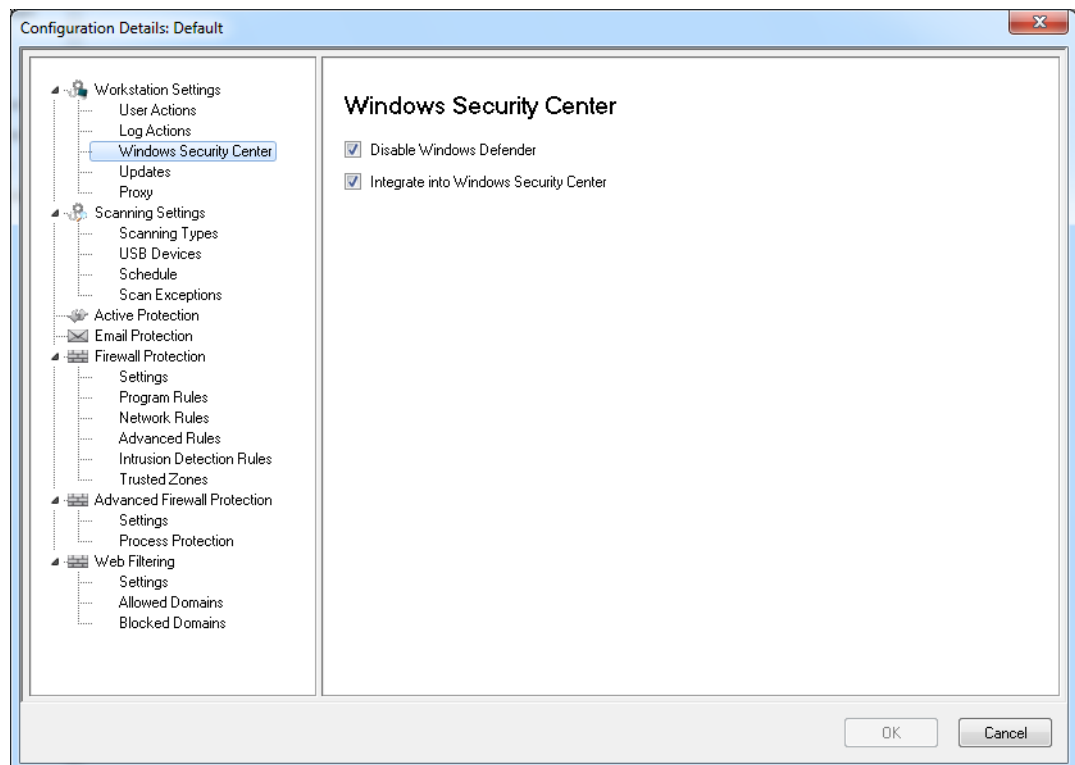 Configuration Details: Default
Workstation Settings
User Actions
Log Actions
Windows Security Center
Updates
Proxy
Scanning Settings
Scanning Types
USB Devices
Schedule
Scan Exceptions
Active Protection
Email Protection
Firewall Protection
Settings
Program Rules
Network Rules
Advanced Rules
Intrusion Detection Rules
Trusted Zones
Advanced Firewall Protection
Settings
Process Protection
Web Filtering
Settings
Allowed Domains
Blocked Domains
Windows Security Center
Disable Windows Defender
Integrate into Windows Security Center
OK
Cancel